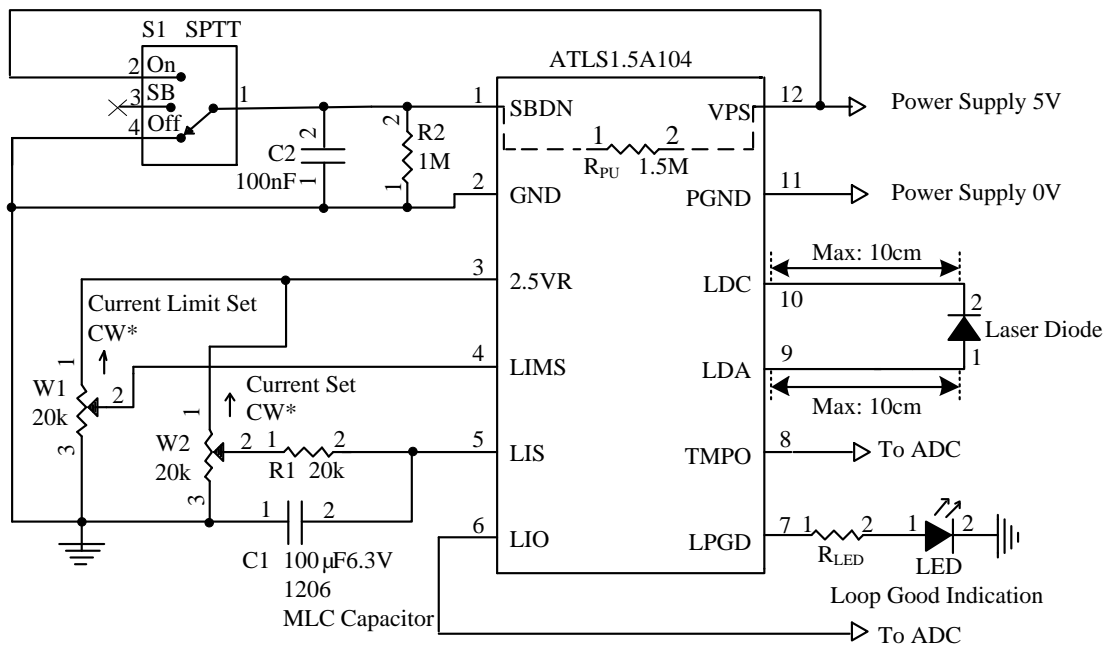 S1 SPTT
ATLS1.5A104
2 On
3 SB
4 Off
1
1 SBDN
VPS 12
Power Supply 5V
1 2
R_PU 1.5M
2
C2
100nF
1
2
R2
1M
1
2 GND
PGND 11
Power Supply 0V
3 2.5VR
Max: 10cm
LDC
10
2
Laser Diode
1
Current Limit Set
CW*
1
W1
20k
2
3
4 LIMS
9
LDA
Max: 10cm
Current Set
CW*
1
W2
20k
2
3
1 2
R1 20k
5 LIS
TMPO 8
To ADC
1 2
C1 100µF6.3V
1206
MLC Capacitor
6 LIO
LPGD 7
1 2
R_LED
1 2
LED
Loop Good Indication
To ADC